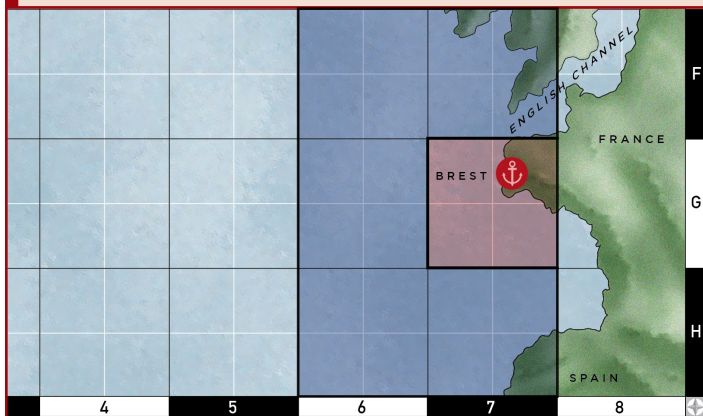 ENGLISH CHANNEL
F
FRANCE
BREST
G
H
SPAIN
4 5 6 7 8